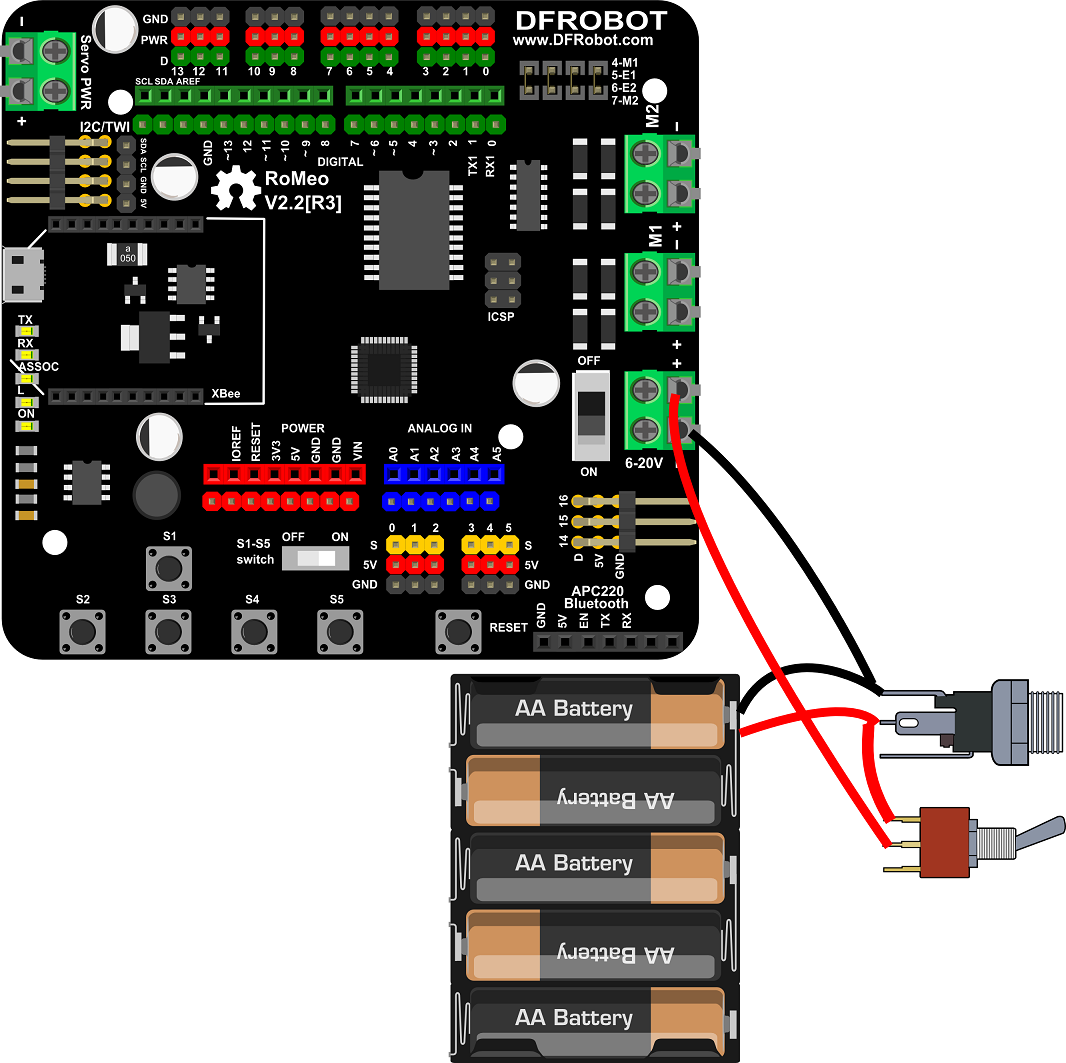 DFROBOT
www.DFRobot.com
GND
PWR
D
13 12 11 10 9 8 7 6 5 4 3 2 1 0
4-M1
5-E1
6-E2
7-M2
SCL SDA AREF
Servo PWR
-
+
I2C/TWI
SDA
SCL
GND
5V
GND ~13 12 ~11 ~10 ~9 8 7 ~6 ~5 4 ~3 2 TX1 1 RX1 0
DIGITAL
RoMeo
V2.2[R3]
M2
-
+
M1
-
+
a
050
ICSP
TX
RX
ASSOC
L
ON
XBee
OFF
ON
+
6-20V
POWER
IOREF RESET 3V3 5V GND GND VIN
ANALOG IN
A0 A1 A2 A3 A4 A5
16
15
14
D 5V GND
S1
S1-S5
switch
OFF ON
0 1 2 3 4 5
S S
5V 5V
GND GND
APC220
Bluetooth
GND 5V EN TX RX
S2 S3 S4 S5
RESET
AA Battery
AA Battery
AA Battery
AA Battery
AA Battery